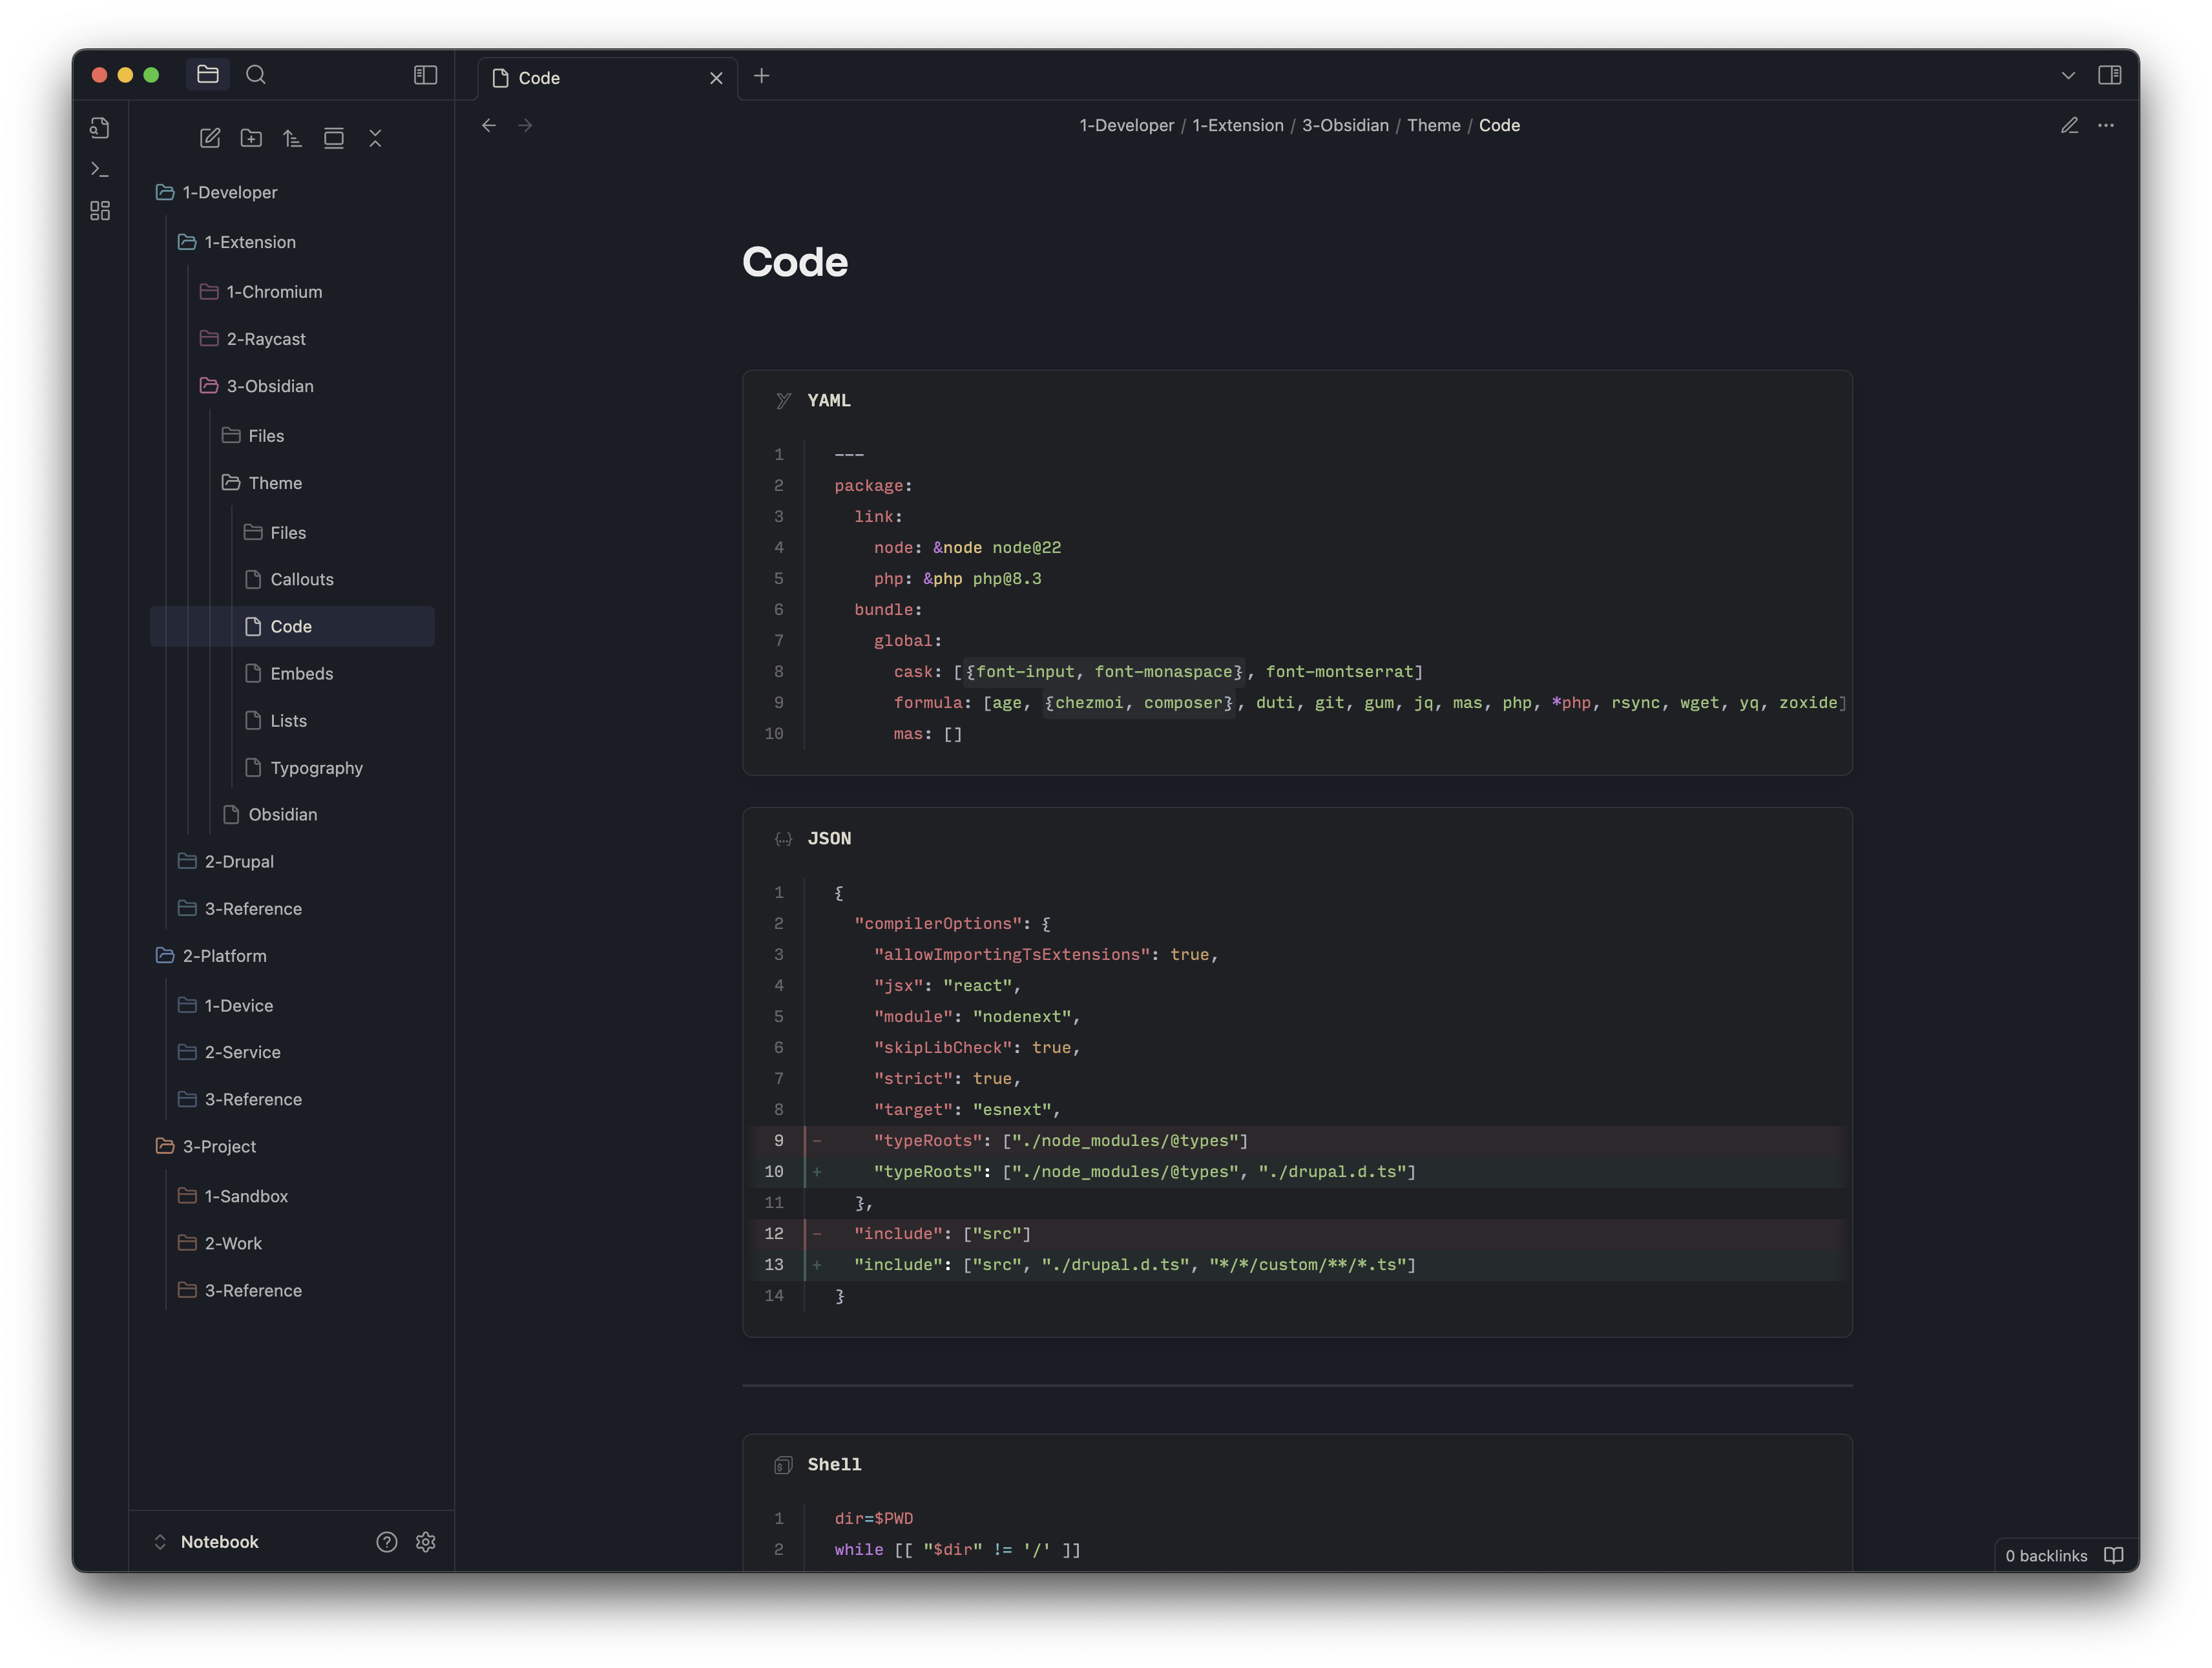 Code
1-Developer / 1-Extension / 3-Obsidian / Theme / Code
1-Developer
1-Extension
1-Chromium
2-Raycast
3-Obsidian
Files
Theme
Files
Callouts
Code
Embeds
Lists
Typography
Obsidian
2-Drupal
3-Reference
2-Platform
1-Device
2-Service
3-Reference
3-Project
1-Sandbox
2-Work
3-Reference
Notebook
Code
YAML
1 ---
2 package:
3   link:
4     node: &node node@22
5     php: &php php@8.3
6   bundle:
7     global:
8       cask: [{font-input, font-monaspace}, font-montserrat]
9       formula: [age, {chezmoi, composer}, duti, git, gum, jq, mas, php, *php, rsync, wget, yq, zoxide]
10       mas: []
{...} JSON
1 {
2   "compilerOptions": {
3     "allowImportingTsExtensions": true,
4     "jsx": "react",
5     "module": "nodenext",
6     "skipLibCheck": true,
7     "strict": true,
8     "target": "esnext",
9 -     "typeRoots": ["./node_modules/@types"]
10 +     "typeRoots": ["./node_modules/@types", "./drupal.d.ts"]
11   },
12 -   "include": ["src"]
13 +   "include": ["src", "./drupal.d.ts", "*/*/custom/**/*.ts"]
14 }
$ Shell
1 dir=$PWD
2 while [[ "$dir" != '/' ]]
0 backlinks